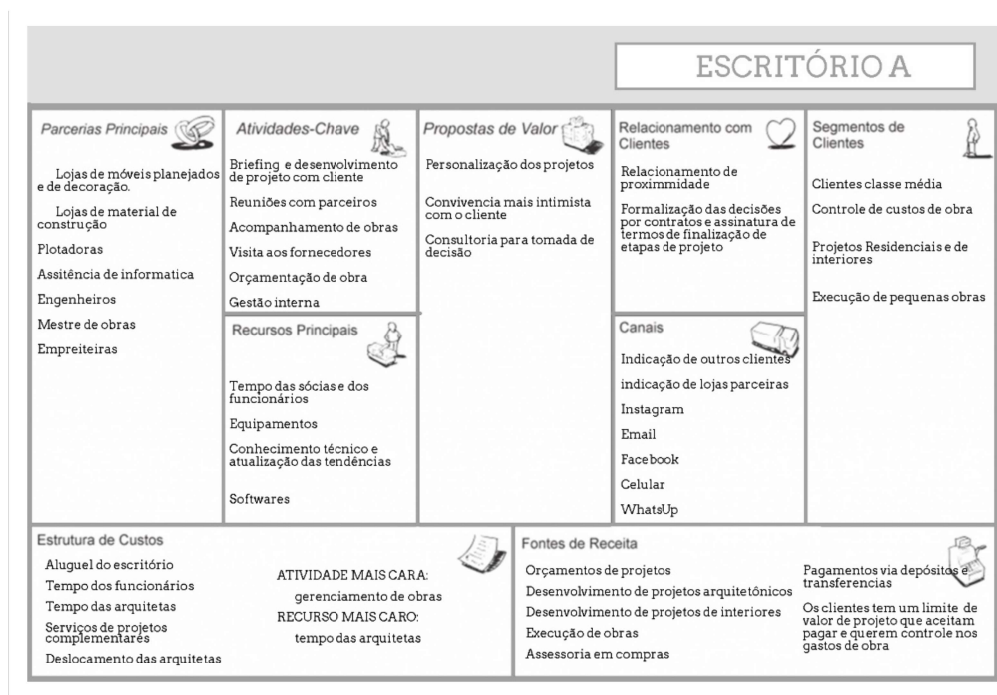 ESCRITÓRIO A
Parcerias Principais
Lojas de móveis planejados
e de decoração.
Lojas de material de
construção
Plotadoras
Assitência de informatica
Engenheiros
Mestre de obras
Empreiteiras
Atividades-Chave
Briefing e desenvolvimento
de projeto com cliente
Reuniões com parceiros
Acompanhamento de obras
Visita aos fornecedores
Orçamentação de obra
Gestão interna
Recursos Principais
Tempo das sócias e dos
funcionários
Equipamentos
Conhecimento técnico e
atualização das tendências
Softwares
Propostas de Valor
Personalização dos projetos
Convivencia mais intimista
com o cliente
Consultoria para tomada de
decisão
Relacionamento com
Clientes
Relacionamento de
proximmidade
Formalização das decisões
por contratos e assinatura de
termos de finalização de
etapas de projeto
Canais
Indicação de outros clientes
indicação de lojas parceiras
Instagram
Email
Facebook
Celular
WhatsUp
Segmentos de
Clientes
Clientes classe média
Controle de custos de obra
Projetos Residenciais e de
interiores
Execução de pequenas obras
Estrutura de Custos
Aluguel do escritório
Tempo dos funcionários
Tempo das arquitetas
Serviços de projetos
complementares
Deslocamento das arquitetas
ATIVIDADE MAIS CARA:
gerenciamento de obras
RECURSO MAIS CARO:
tempo das arquitetas
Fontes de Receita
Orçamentos de projetos
Desenvolvimento de projetos arquitetônicos
Desenvolvimento de projetos de interiores
Execução de obras
Assessoria em compras
Pagamentos via depósitos e
transferencias
Os clientes tem um limite de
valor de projeto que aceitam
pagar e querem controle nos
gastos de obra